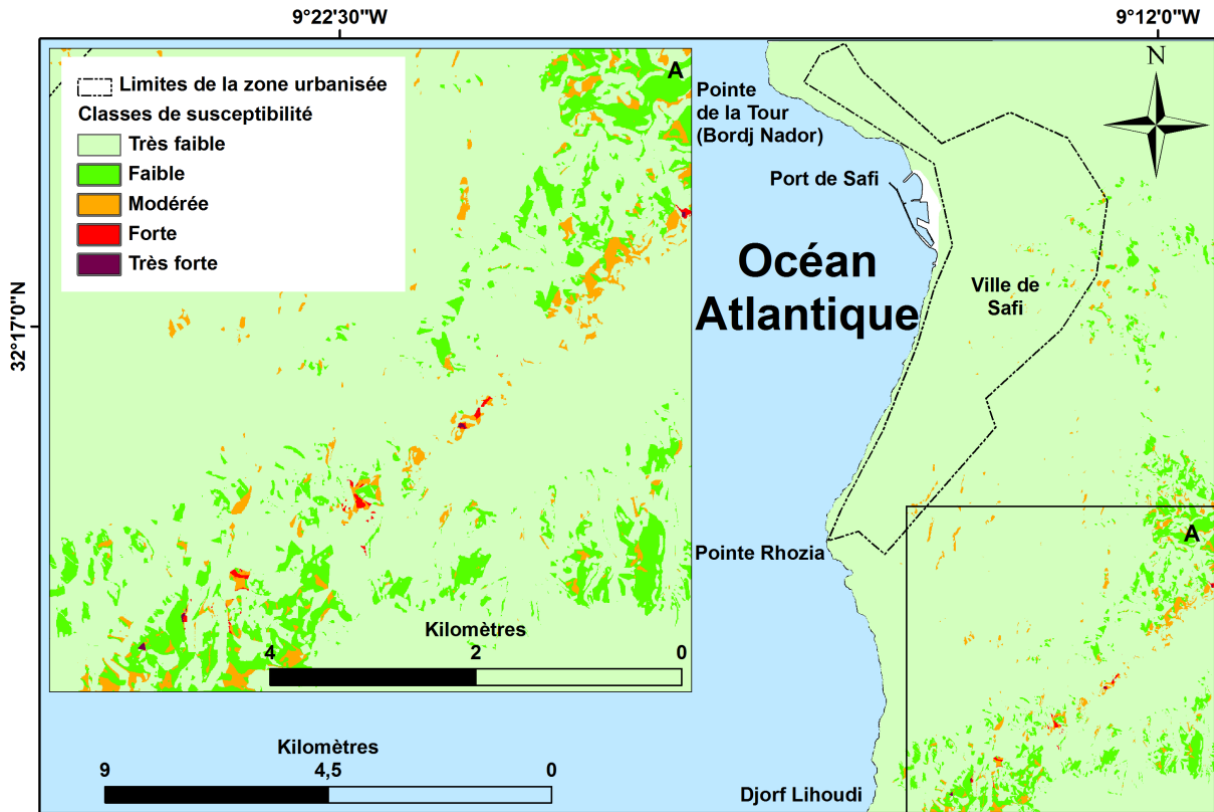 9°22'30"W
9°12'0"W
32°17'0"N
Limites de la zone urbanisée
Classes de susceptibilité
Très faible
Faible
Modérée
Forte
Très forte
A
Kilomètres
4 2 0
Kilomètres
9 4,5 0
N
Pointe
de la Tour
(Bordj Nador)
Port de Safi
Océan
Atlantique
Ville de
Safi
Pointe Rhozia
A
Djorf Lihoudi